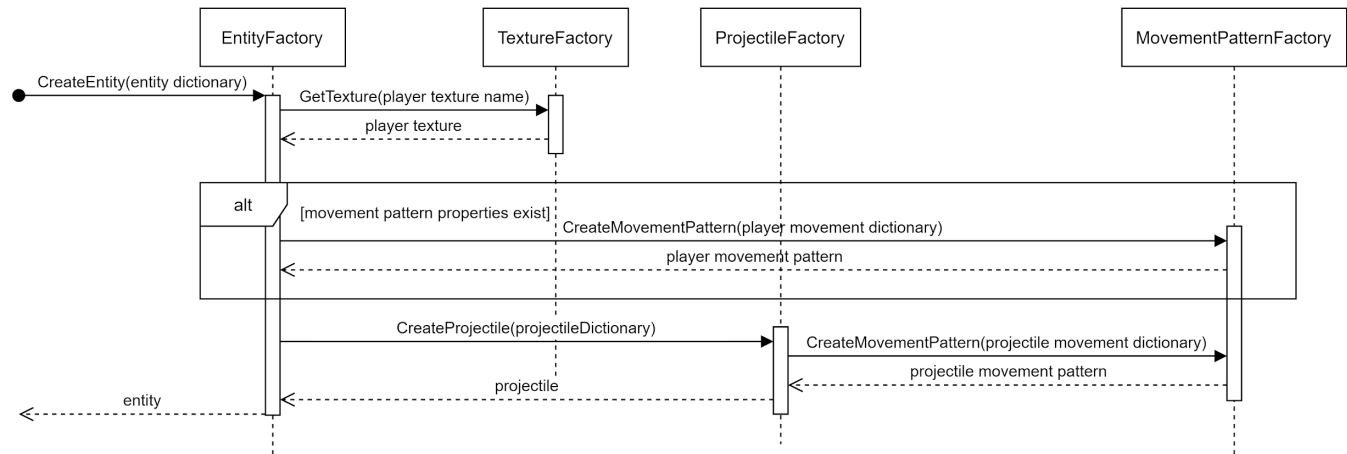 EntityFactory
TextureFactory
ProjectileFactory
MovementPatternFactory
CreateEntity(entity dictionary)
GetTexture(player texture name)
player texture
alt
[movement pattern properties exist]
CreateMovementPattern(player movement dictionary)
player movement pattern
CreateProjectile(projectileDictionary)
CreateMovementPattern(projectile movement dictionary)
projectile movement pattern
projectile
entity